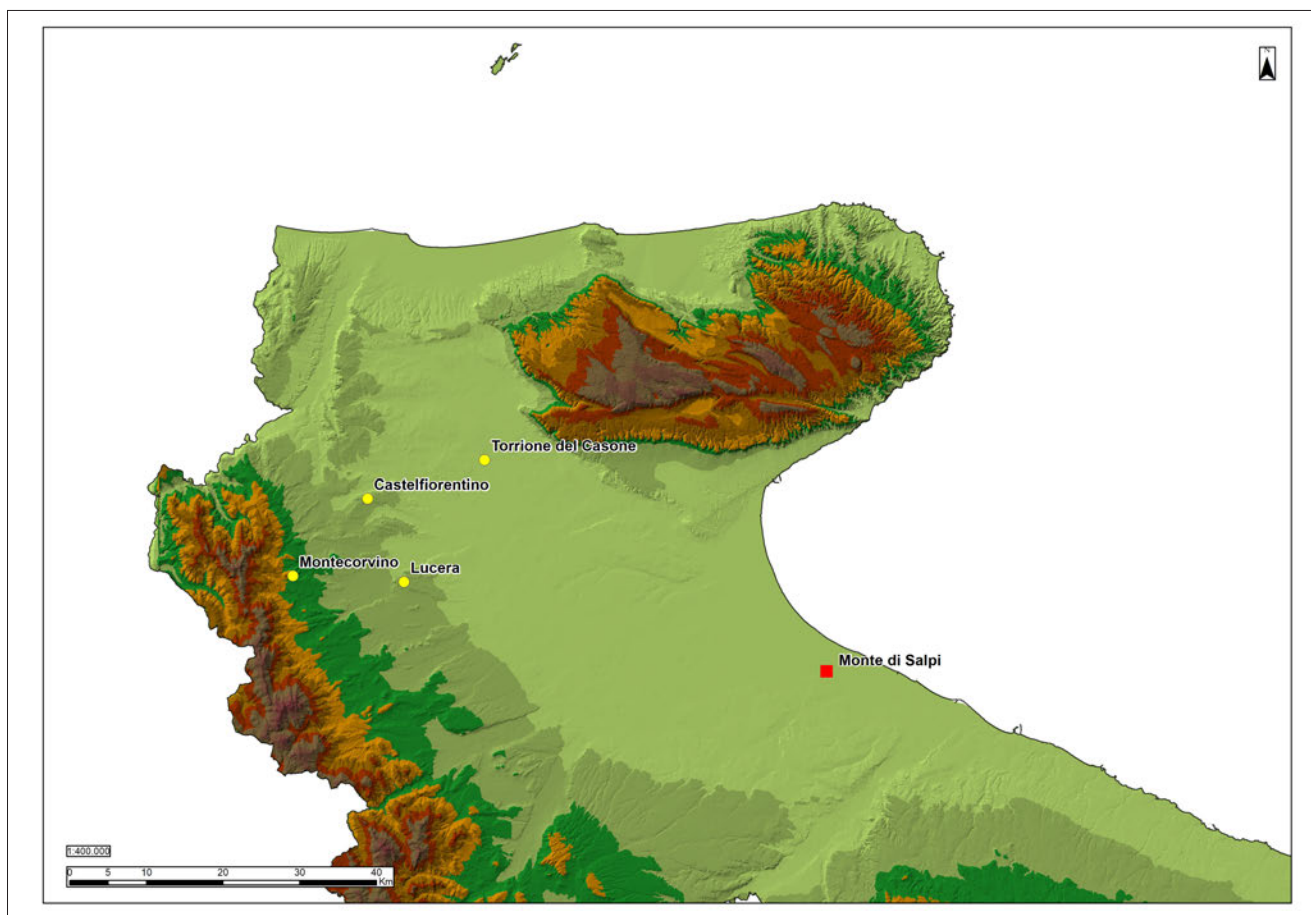 N
Torrione del Casone
Castelfiorentino
Montecorvino
Lucera
Monte di Salpi
1:400.000
0 5 10 20 30 40
Km